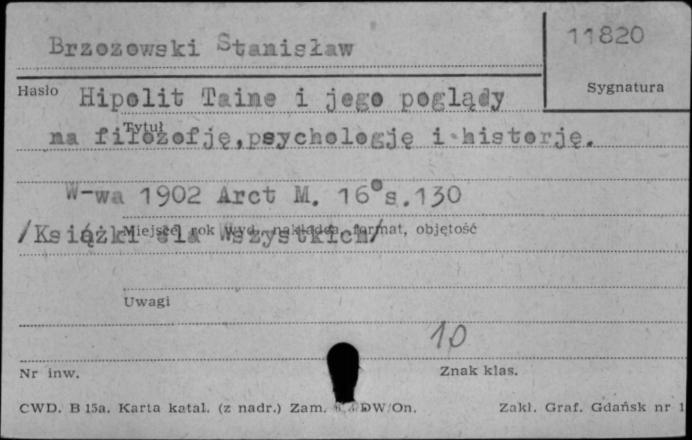 Brzozowski Stanisław
11820
Hasło
Sygnatura
Hipolit Taine i jego poglądy
Tytuł
na filozofję, psychologję i historję.
W-wa 1902 Arct M. 16° s.130
Miejsce, rok wyd., nakładca, format, objętość
/Książki dla Wszystkich/
Uwagi
10
Nr inw.
Znak klas.
CWD. B 15a. Karta katal. (z nadr.) Zam. DW/On.
Zakł. Graf. Gdańsk nr 1